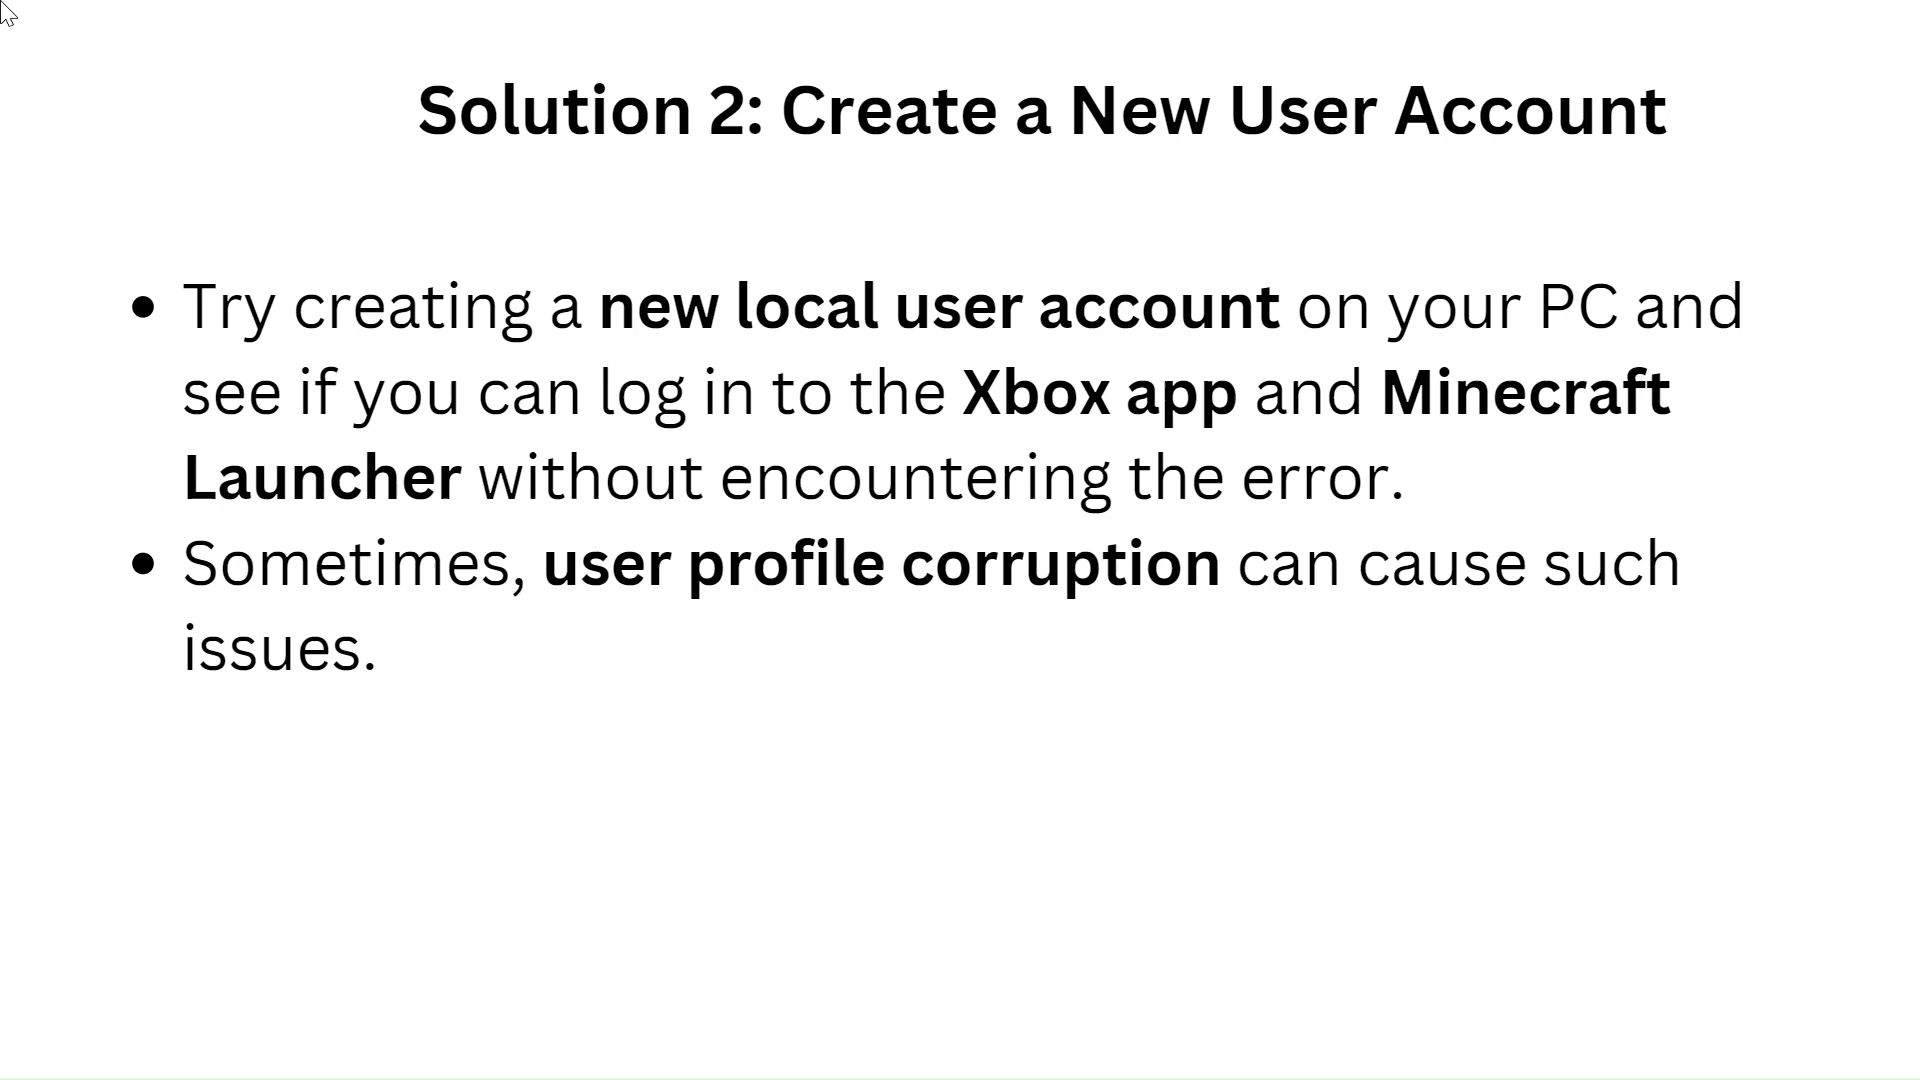 Solution 2: Create a New User Account
• Try creating a new local user account on your PC and
see if you can log in to the Xbox app and Minecraft
Launcher without encountering the error.
• Sometimes, user profile corruption can cause such
issues.